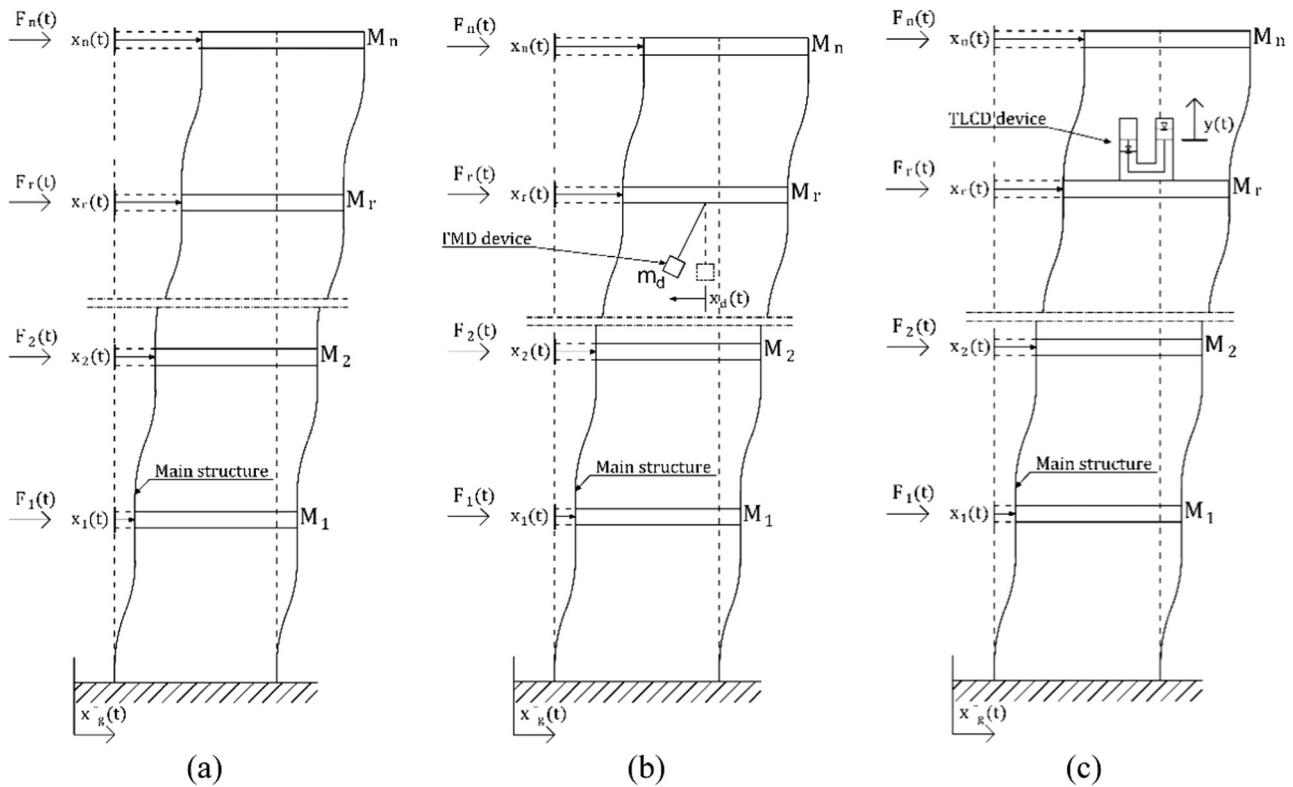 Fn(t)
xn(t)
Mn
Fr(t)
xr(t)
Mr
F2(t)
x2(t)
M2
Main structure
F1(t)
x1(t)
M1
x¨g(t)
(a)
Fn(t)
xn(t)
Mn
Fr(t)
xr(t)
Mr
TMD device
md
xd(t)
F2(t)
x2(t)
M2
Main structure
F1(t)
x1(t)
M1
x¨g(t)
(b)
Fn(t)
xn(t)
Mn
TLCD device
y(t)
Fr(t)
xr(t)
Mr
F2(t)
x2(t)
M2
Main structure
F1(t)
x1(t)
M1
x¨g(t)
(c)